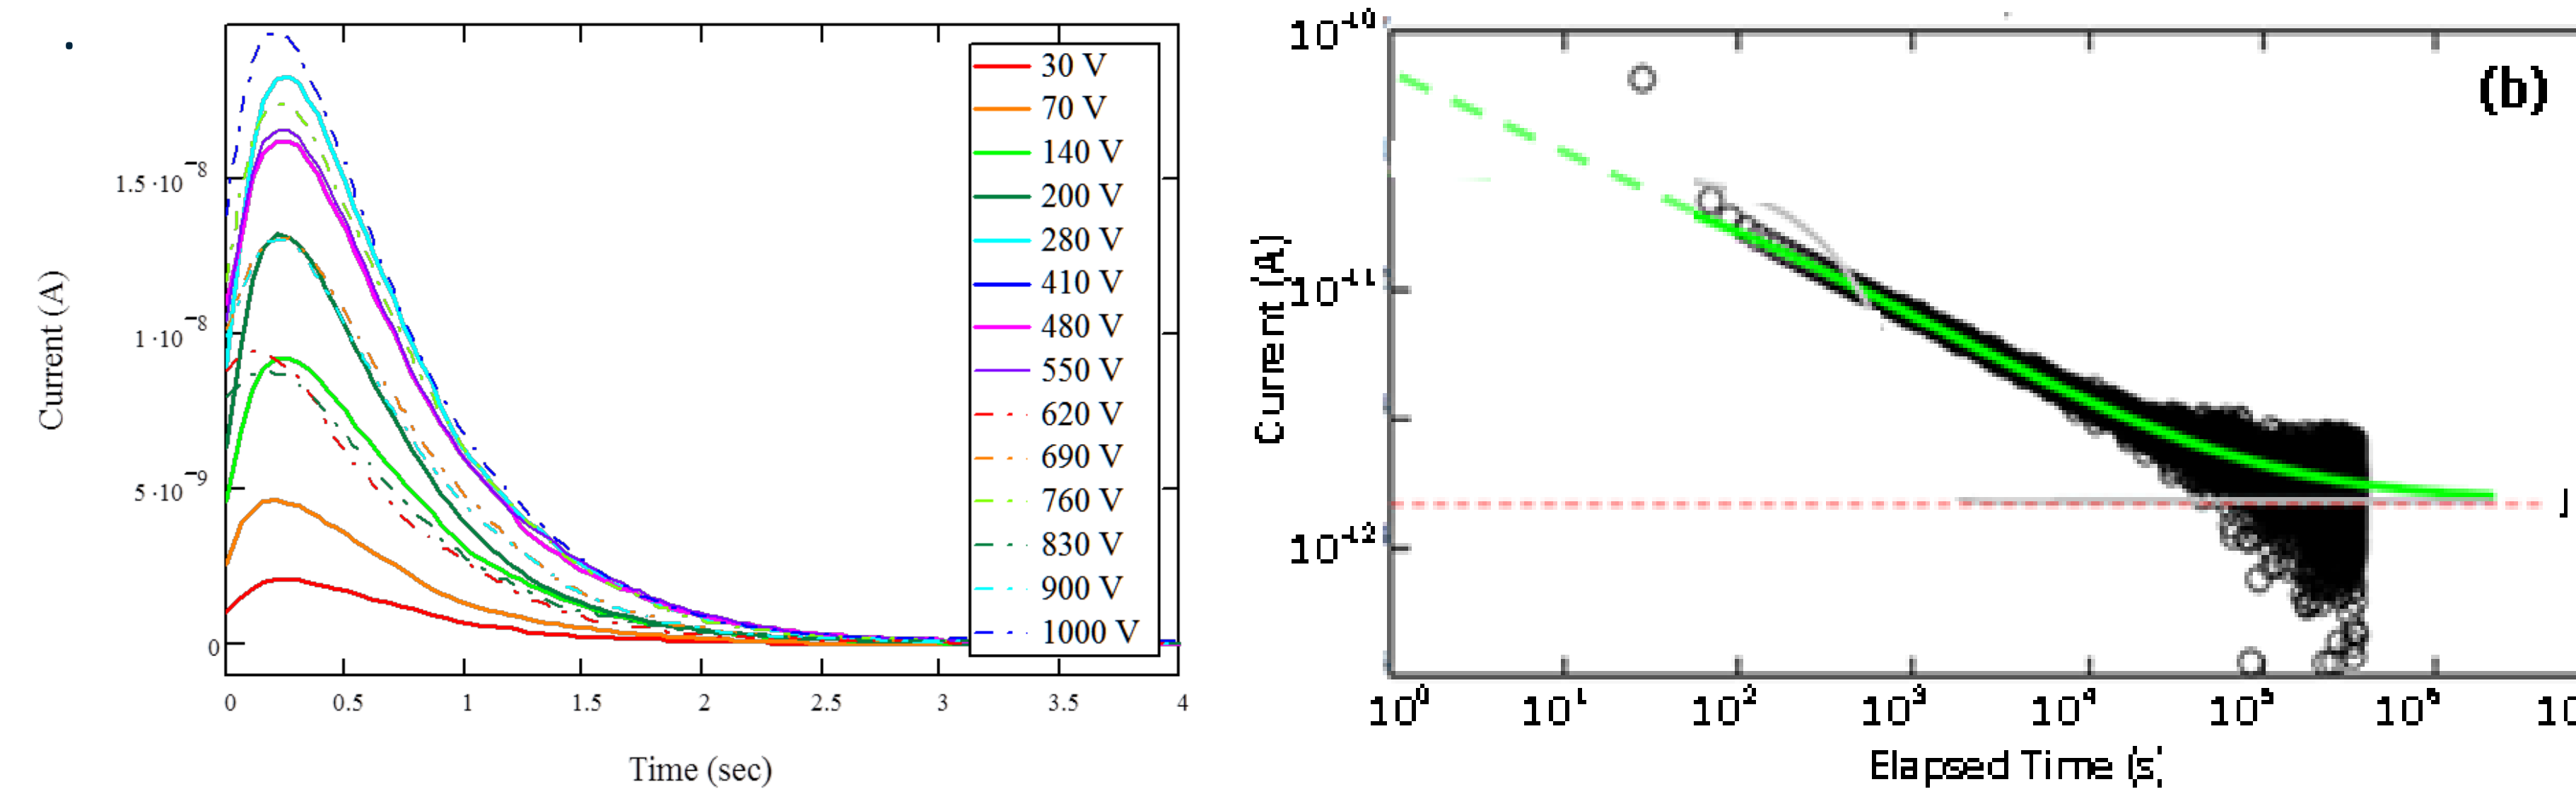 Current (A)
1.5·10⁻⁸
1·10⁻⁸
5·10⁻⁹
0
0 0.5 1 1.5 2 2.5 3 3.5 4
Time (sec)
30 V
70 V
140 V
200 V
280 V
410 V
480 V
550 V
620 V
690 V
760 V
830 V
900 V
1000 V
(b)
Current (A)
10⁻¹⁰
10⁻¹¹
10⁻¹²
J
10⁰ 10¹ 10² 10³ 10⁴ 10⁵ 10⁶ 10
Elapsed Time (s)